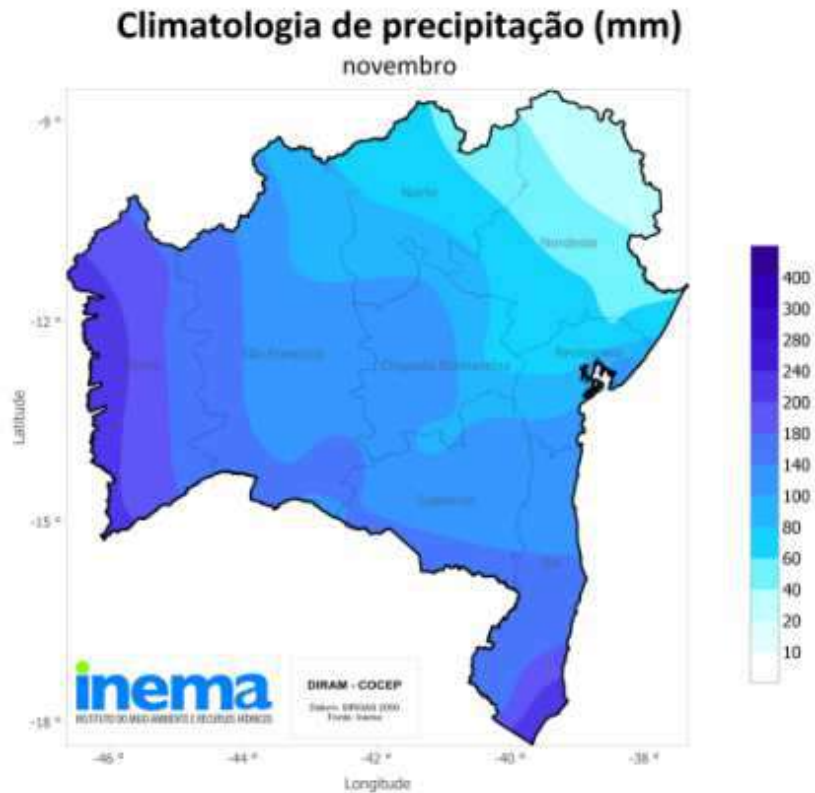 Climatologia de precipitação (mm)
novembro
-9 °
Norte
Nordeste
-12 °
Oeste
São Francisco
Chapada Diamantina
Recôncavo
400
300
240
200
180
140
100
80
60
40
20
10
Latitude
-15 °
Sudoeste
Sul
inema
INSTITUTO DO MEIO AMBIENTE E RECURSOS HÍDRICOS
DIRAM - COCEP
Fonte: Inema
-18 °
-46 °
-44 °
-42 °
-40 °
-38 °
Longitude